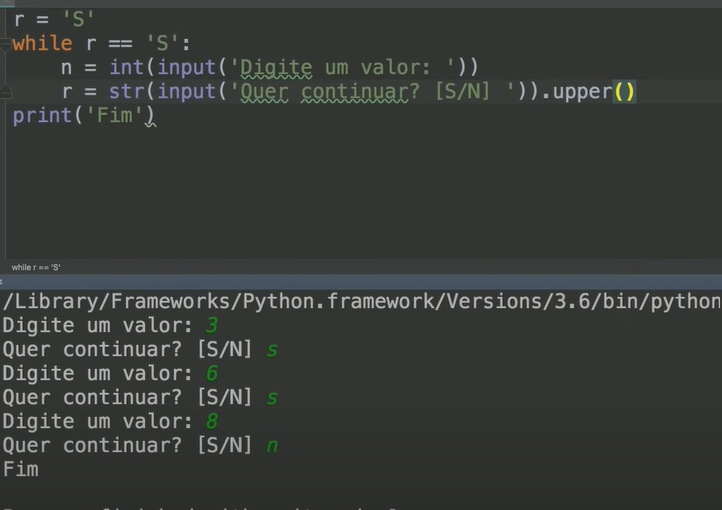 r = 'S'
while r == 'S':
    n = int(input('Digite um valor: '))
    r = str(input('Quer continuar? [S/N] ')).upper()
print('Fim')
while r == 'S'
/Library/Frameworks/Python.framework/Versions/3.6/bin/python
Digite um valor: 3
Quer continuar? [S/N] s
Digite um valor: 6
Quer continuar? [S/N] s
Digite um valor: 8
Quer continuar? [S/N] n
Fim